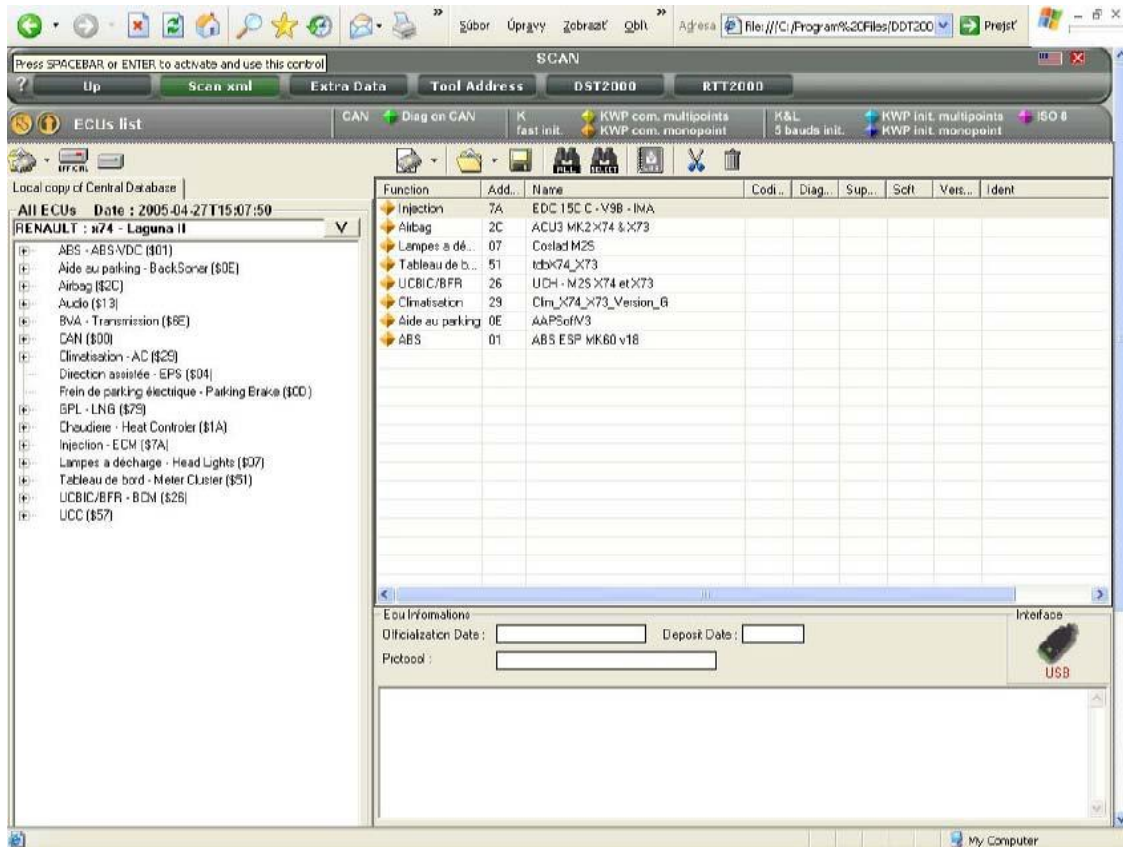 »
Súbor Úpravy Zobraziť Obľ »
Adresa File:///C:/Program%20Files/DDT200 Prejsť
Press SPACEBAR or ENTER to activate and use this control
SCAN
? Up Scan xml Extra Data Tool Address DST2000 RTT2000
ECUs list
CAN Diag on CAN
K fast init. KWP com. multipoints KWP com. monopoint
K&L 5 bauds init. KWP init. multipoints KWP init. monopoint
ISO 8
Local copy of Central Database
All ECUs Date : 2005-04-27T15:07:50
RENAULT : x74 - Laguna II V
ABS - ABS-VDC ($01)
Aide au parking - BackSonar ($0E)
Airbag ($2C)
Audio ($13)
BVA - Transmission ($6E)
CAN ($00)
Climatisation - AC ($29)
Direction assistée - EPS ($04)
Frein de parking électrique - Parking Brake ($0D)
GPL - LNG ($79)
Chaudiere - Heat Controler ($1A)
Injection - ECM ($7A)
Lampes a décharge - Head Lights ($07)
Tableau de bord - Meter Cluster ($51)
UCBIC/BFR - BCM ($26)
UCC ($57)
Function Add... Name Codi... Diag... Sup... Soft Vers... Ident
Injection 7A EDC 15C C - V9B - IMA
Airbag 2C ACU3 MK2 X74 & X73
Lampes a dé... 07 Coslad M2S
Tableau de b... 51 tdbX74_X73
UCBIC/BFR 26 UCH - M2S X74 et X73
Climatisation 29 Clim_X74_X73_Version_G
Aide au parking 0E AAPSofV3
ABS 01 ABS ESP MK60 v18
Ecu Informations
Officialization Date :
Deposit Date :
Protocol :
Interface
USB
My Computer